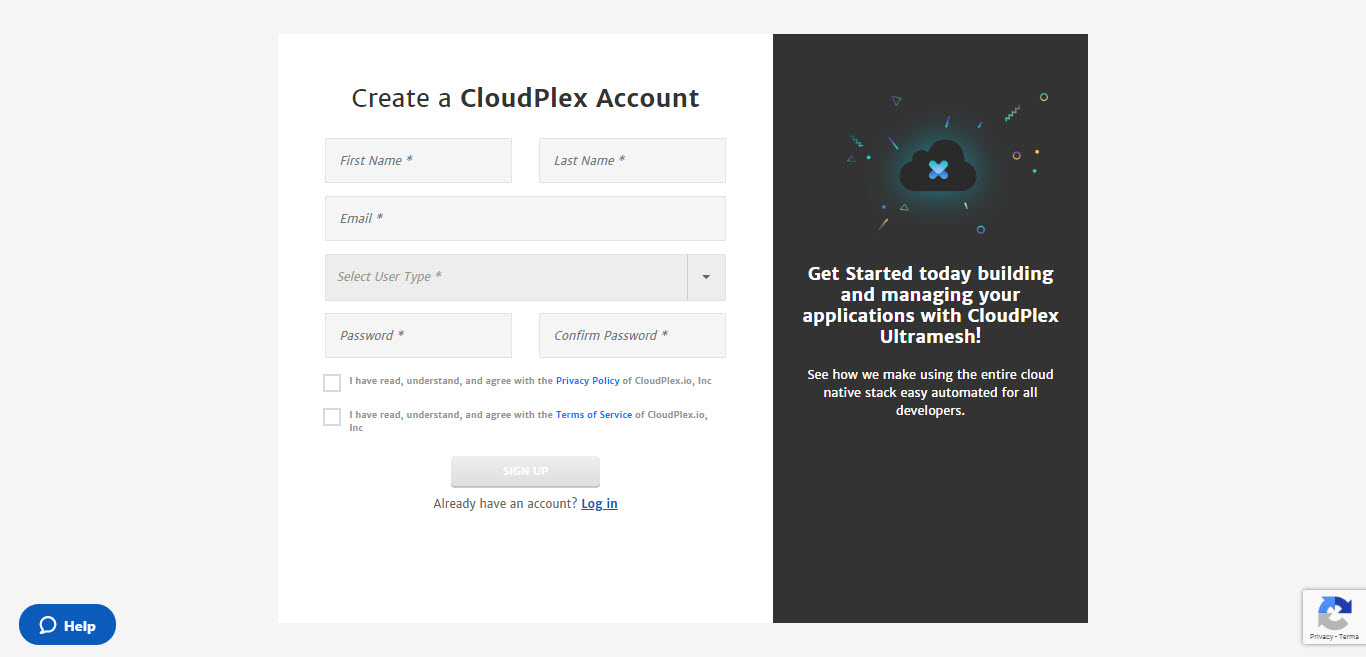 Create a CloudPlex Account
First Name *
Last Name *
Email *
Select User Type *
Password *
Confirm Password *
I have read, understand, and agree with the Privacy Policy of CloudPlex.io, Inc
I have read, understand, and agree with the Terms of Service of CloudPlex.io,
Inc
SIGN UP
Already have an account? Log in
Get Started today building
and managing your
applications with CloudPlex
Ultramesh!
See how we make using the entire cloud
native stack easy automated for all
developers.
Help
Privacy - Terms